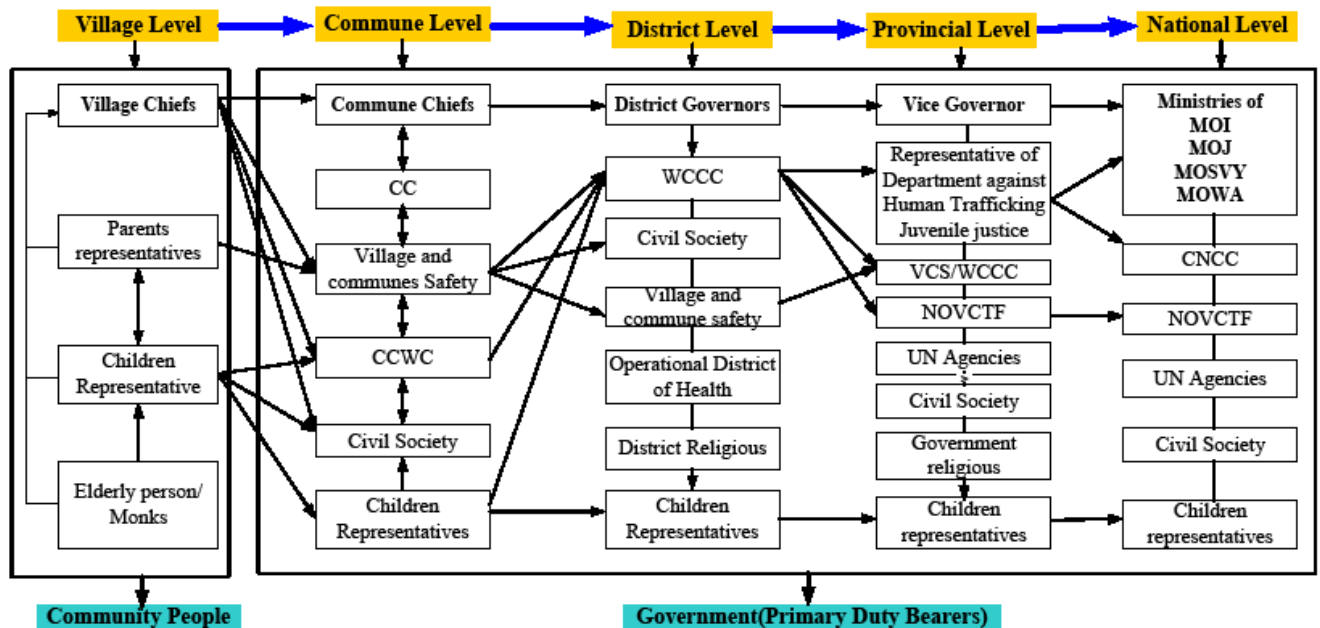 Village Level
Commune Level
District Level
Provincial Level
National Level
Village Chiefs
Parents
representatives
Children
Representative
Elderly person/
Monks
Commune Chiefs
CC
Village and
communes Safety
CCWC
Civil Society
Children
Representatives
District Governors
WCCC
Civil Society
Village and
commune safety
Operational District
of Health
District Religious
Children
Representatives
Vice Governor
Representative of
Department against
Human Trafficking
Juvenile justice
VCS/WCCC
NOVCTF
UN Agencies
Civil Society
Government
religious
Children
representatives
Ministries of
MOI
MOJ
MOSVY
MOWA
CNCC
NOVCTF
UN Agencies
Civil Society
Children
representatives
Community People
Government(Primary Duty Bearers)